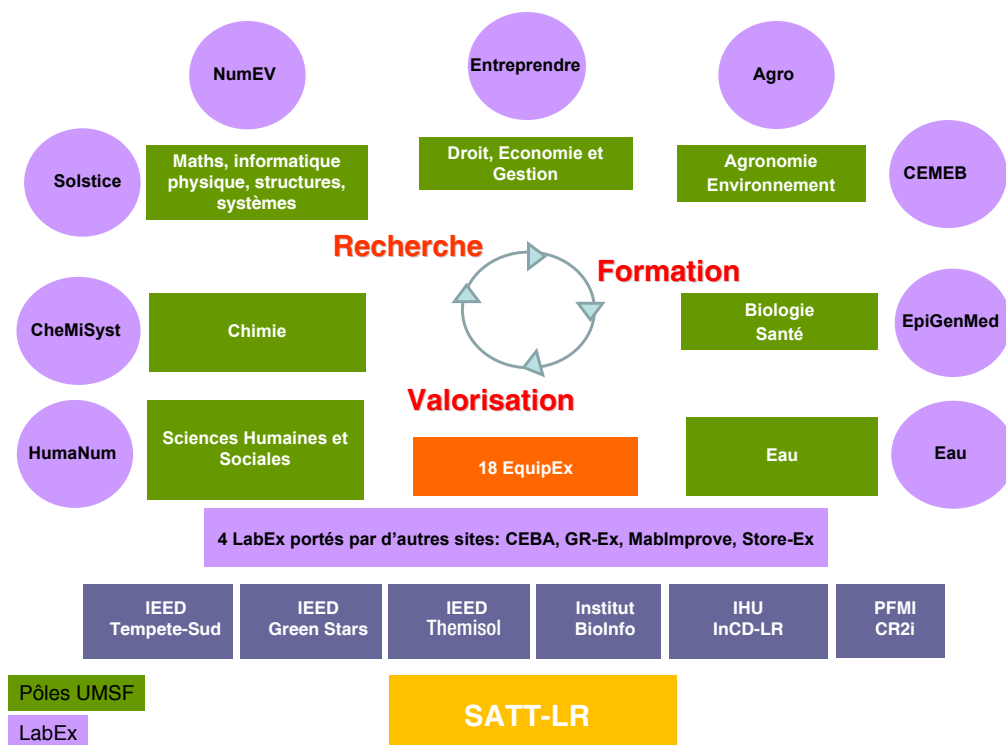 NumEV
Entreprendre
Agro
Solstice
Maths, informatique
physique, structures,
systèmes
Droit, Economie et
Gestion
Agronomie
Environnement
CEMEB
Recherche
Formation
CheMiSyst
Chimie
Biologie
Santé
EpiGenMed
Valorisation
HumaNum
Sciences Humaines et
Sociales
18 EquipEx
Eau
Eau
4 LabEx portés par d'autres sites: CEBA, GR-Ex, MabImprove, Store-Ex
IEED
Tempete-Sud
IEED
Green Stars
IEED
Themisol
Institut
BioInfo
IHU
InCD-LR
PFMI
CR2i
Pôles UMSF
LabEx
SATT-LR